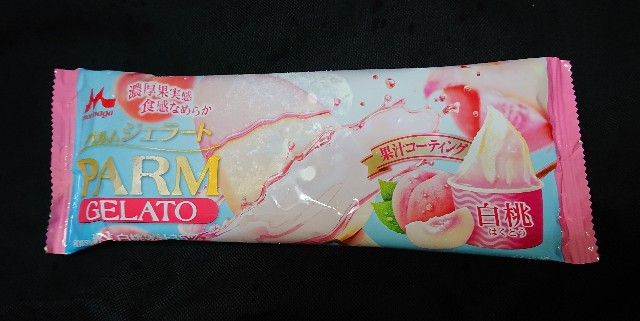 濃厚果実感
食感なめらか
morinaga
パルムジェラート
PARM
GELATO
果汁コーティング
白桃
はくとう